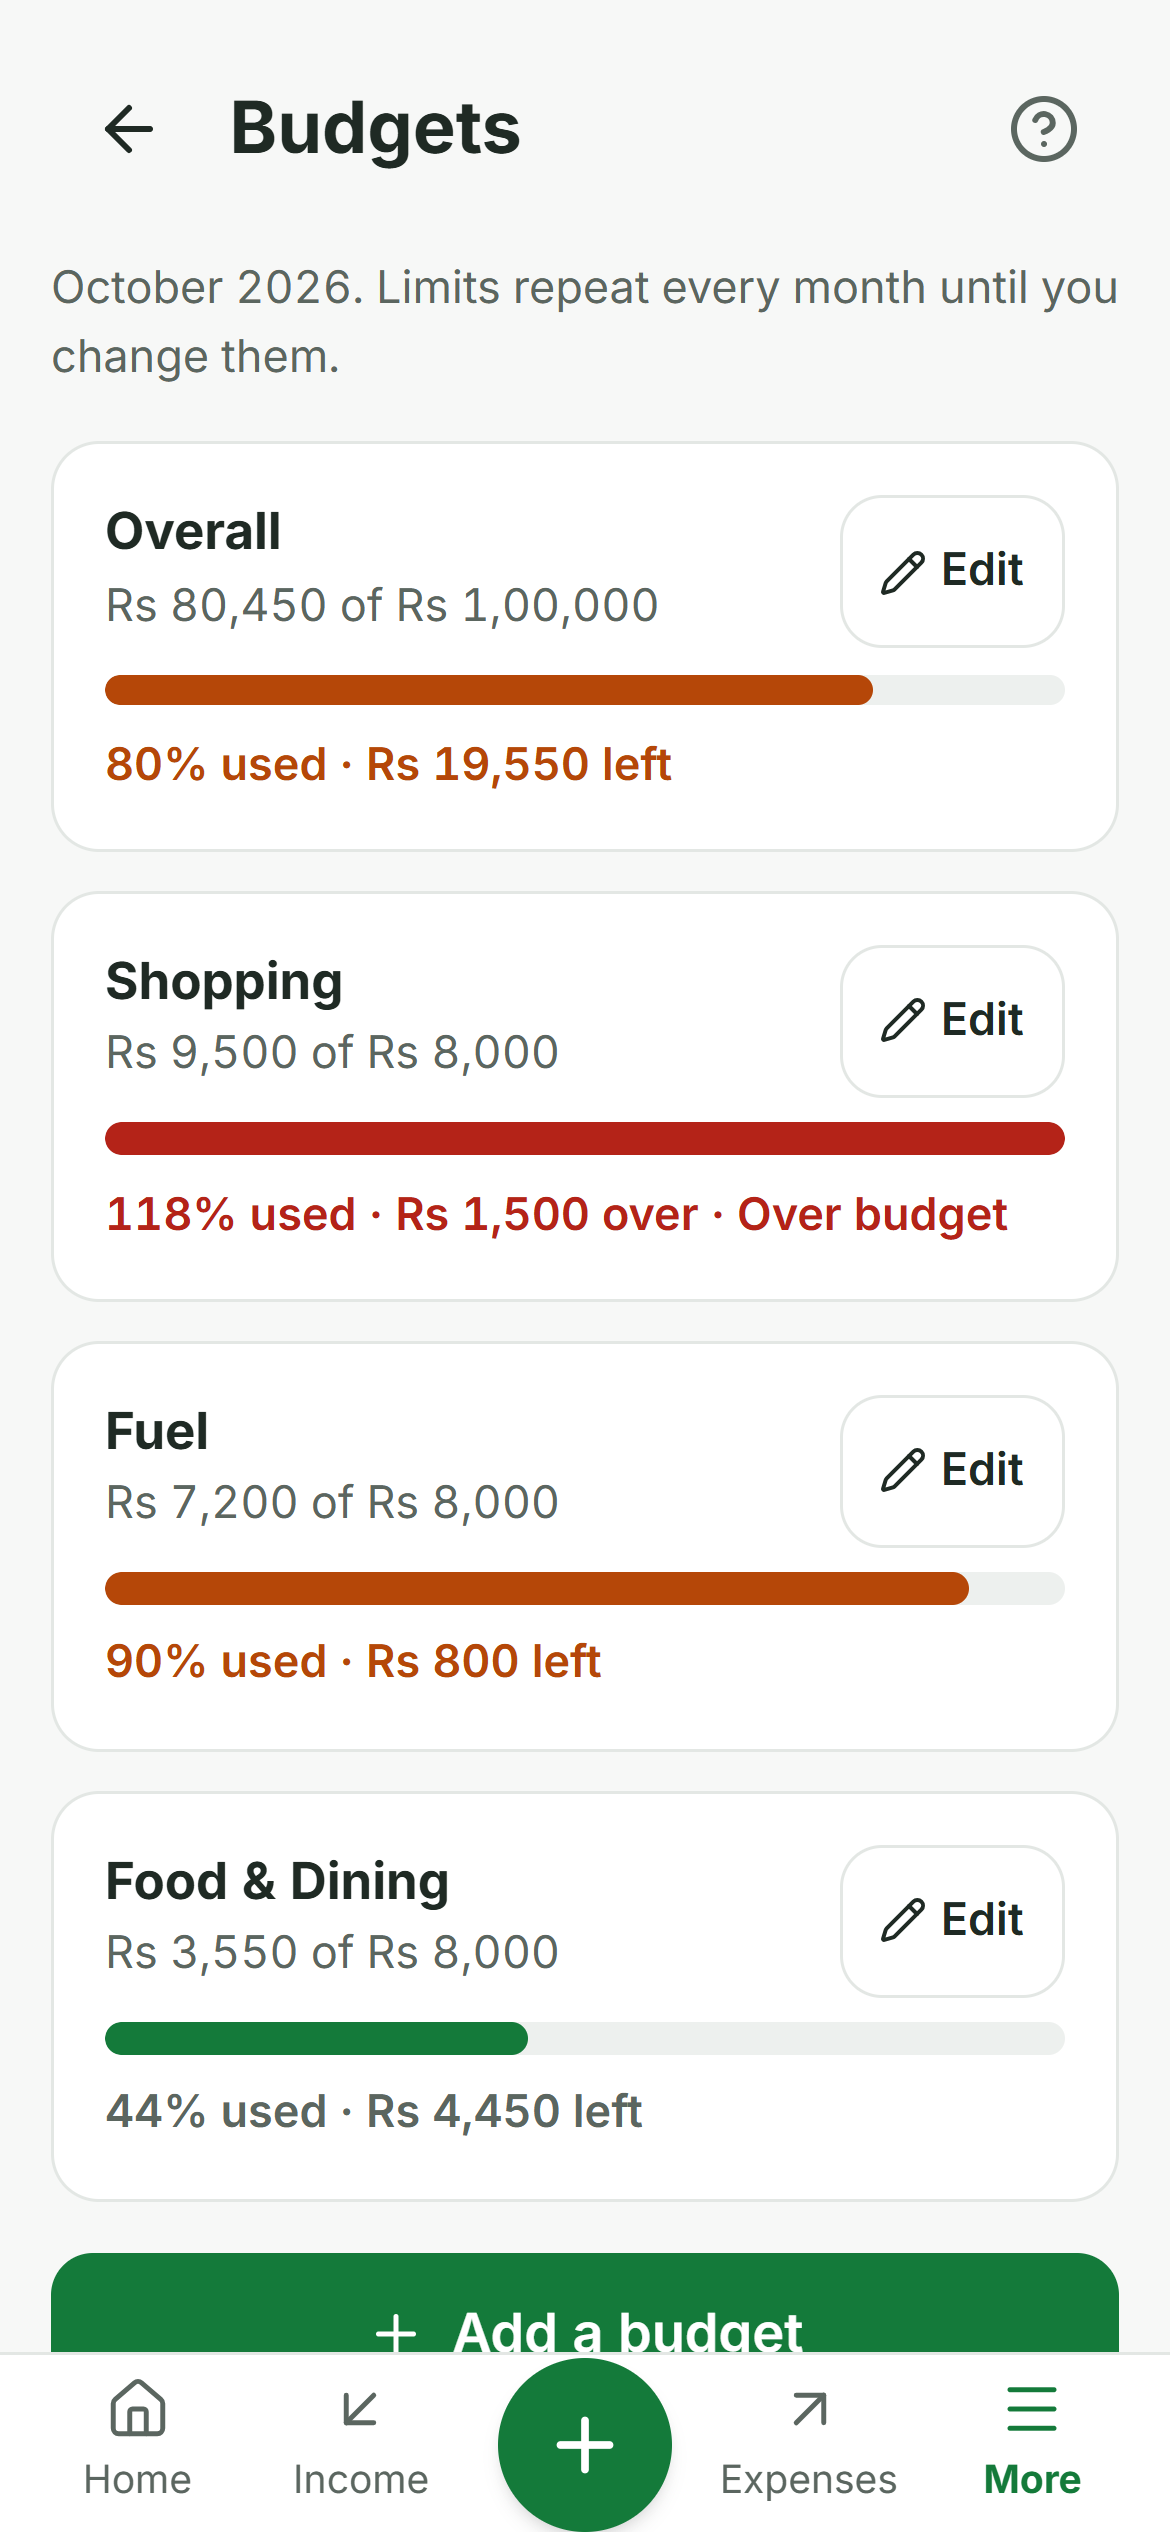 Budgets
October 2026. Limits repeat every month until you
change them.
Overall
Edit
Rs 80,450 of Rs 1,00,000
80% used · Rs 19,550 left
Shopping
Edit
Rs 9,500 of Rs 8,000
118% used · Rs 1,500 over · Over budget
Fuel
Edit
Rs 7,200 of Rs 8,000
90% used · Rs 800 left
Food & Dining
Edit
Rs 3,550 of Rs 8,000
44% used · Rs 4,450 left
Add a budget
Home
Income
Expenses
More